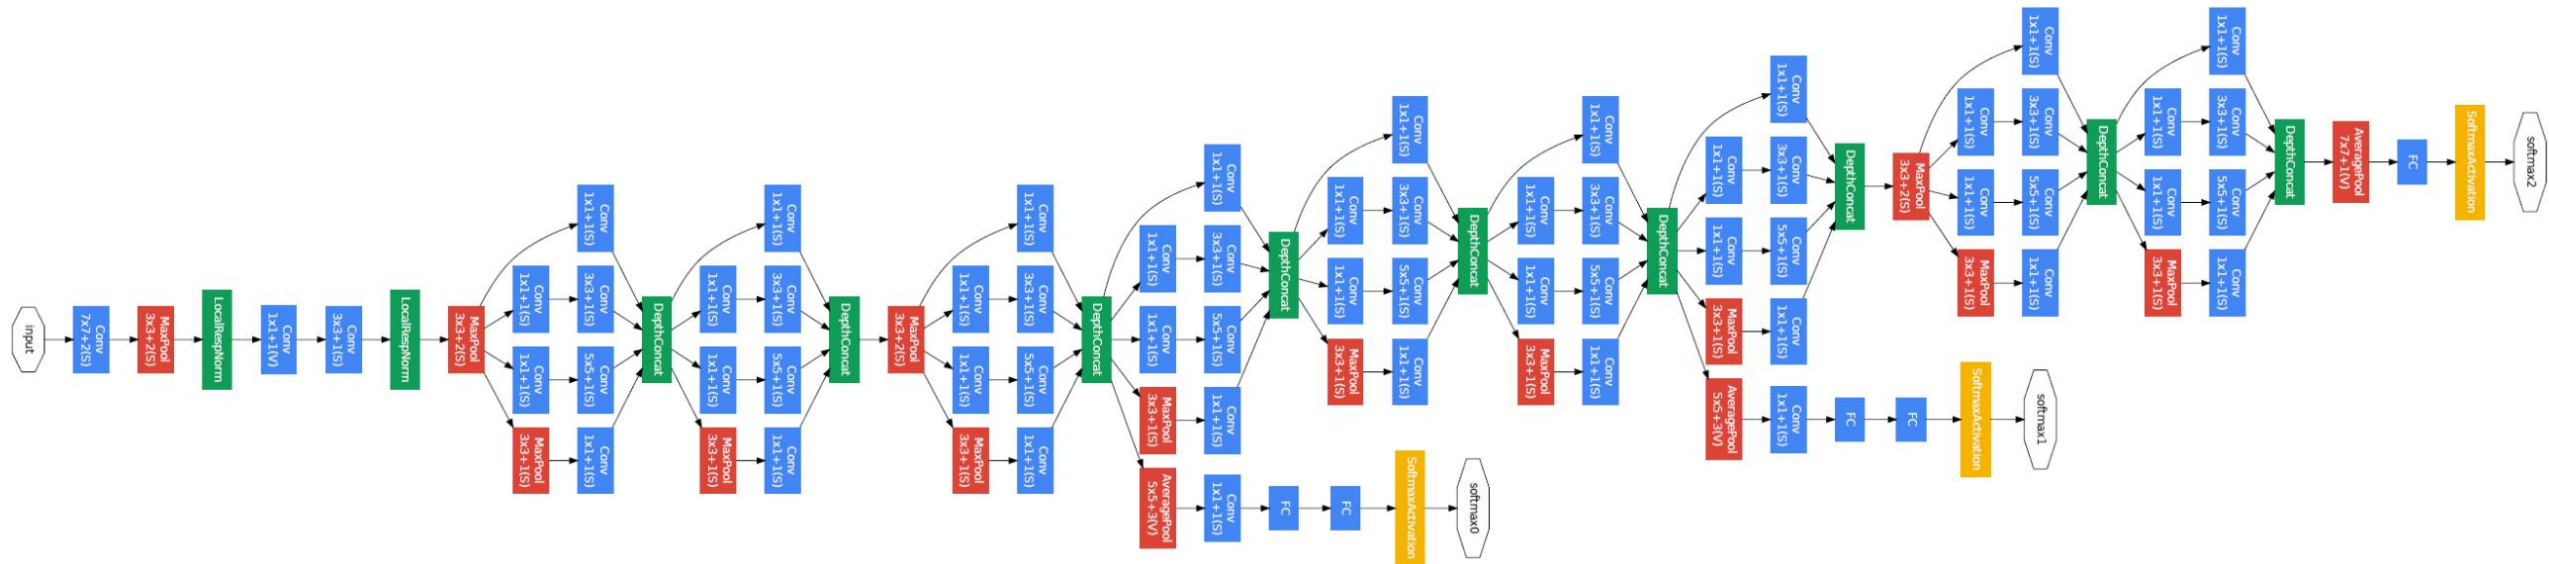 input
Conv
7x7+2(S)
MaxPool
3x3+2(S)
LocalRespNorm
Conv
1x1+1(V)
Conv
3x3+1(S)
LocalRespNorm
MaxPool
3x3+2(S)
Conv
1x1+1(S)
Conv
1x1+1(S)
MaxPool
3x3+1(S)
Conv
1x1+1(S)
Conv
3x3+1(S)
Conv
5x5+1(S)
Conv
1x1+1(S)
DepthConcat
Conv
1x1+1(S)
Conv
1x1+1(S)
MaxPool
3x3+1(S)
Conv
1x1+1(S)
Conv
3x3+1(S)
Conv
5x5+1(S)
Conv
1x1+1(S)
DepthConcat
MaxPool
3x3+2(S)
Conv
1x1+1(S)
Conv
1x1+1(S)
MaxPool
3x3+1(S)
Conv
1x1+1(S)
Conv
3x3+1(S)
Conv
5x5+1(S)
Conv
1x1+1(S)
DepthConcat
Conv
1x1+1(S)
Conv
1x1+1(S)
MaxPool
3x3+1(S)
AveragePool
5x5+3(V)
Conv
1x1+1(S)
Conv
3x3+1(S)
Conv
5x5+1(S)
Conv
1x1+1(S)
Conv
1x1+1(S)
DepthConcat
FC
FC
SoftmaxActivation
softmax0
Conv
1x1+1(S)
Conv
1x1+1(S)
MaxPool
3x3+1(S)
Conv
1x1+1(S)
Conv
3x3+1(S)
Conv
5x5+1(S)
Conv
1x1+1(S)
DepthConcat
Conv
1x1+1(S)
Conv
1x1+1(S)
MaxPool
3x3+1(S)
Conv
1x1+1(S)
Conv
3x3+1(S)
Conv
5x5+1(S)
Conv
1x1+1(S)
DepthConcat
Conv
1x1+1(S)
Conv
1x1+1(S)
MaxPool
3x3+1(S)
AveragePool
5x5+3(V)
Conv
1x1+1(S)
Conv
3x3+1(S)
Conv
5x5+1(S)
Conv
1x1+1(S)
Conv
1x1+1(S)
DepthConcat
FC
FC
SoftmaxActivation
softmax1
MaxPool
3x3+2(S)
Conv
1x1+1(S)
Conv
1x1+1(S)
MaxPool
3x3+1(S)
Conv
1x1+1(S)
Conv
3x3+1(S)
Conv
5x5+1(S)
Conv
1x1+1(S)
DepthConcat
Conv
1x1+1(S)
Conv
1x1+1(S)
MaxPool
3x3+1(S)
Conv
1x1+1(S)
Conv
3x3+1(S)
Conv
5x5+1(S)
Conv
1x1+1(S)
DepthConcat
AveragePool
7x7+1(V)
FC
SoftmaxActivation
softmax2